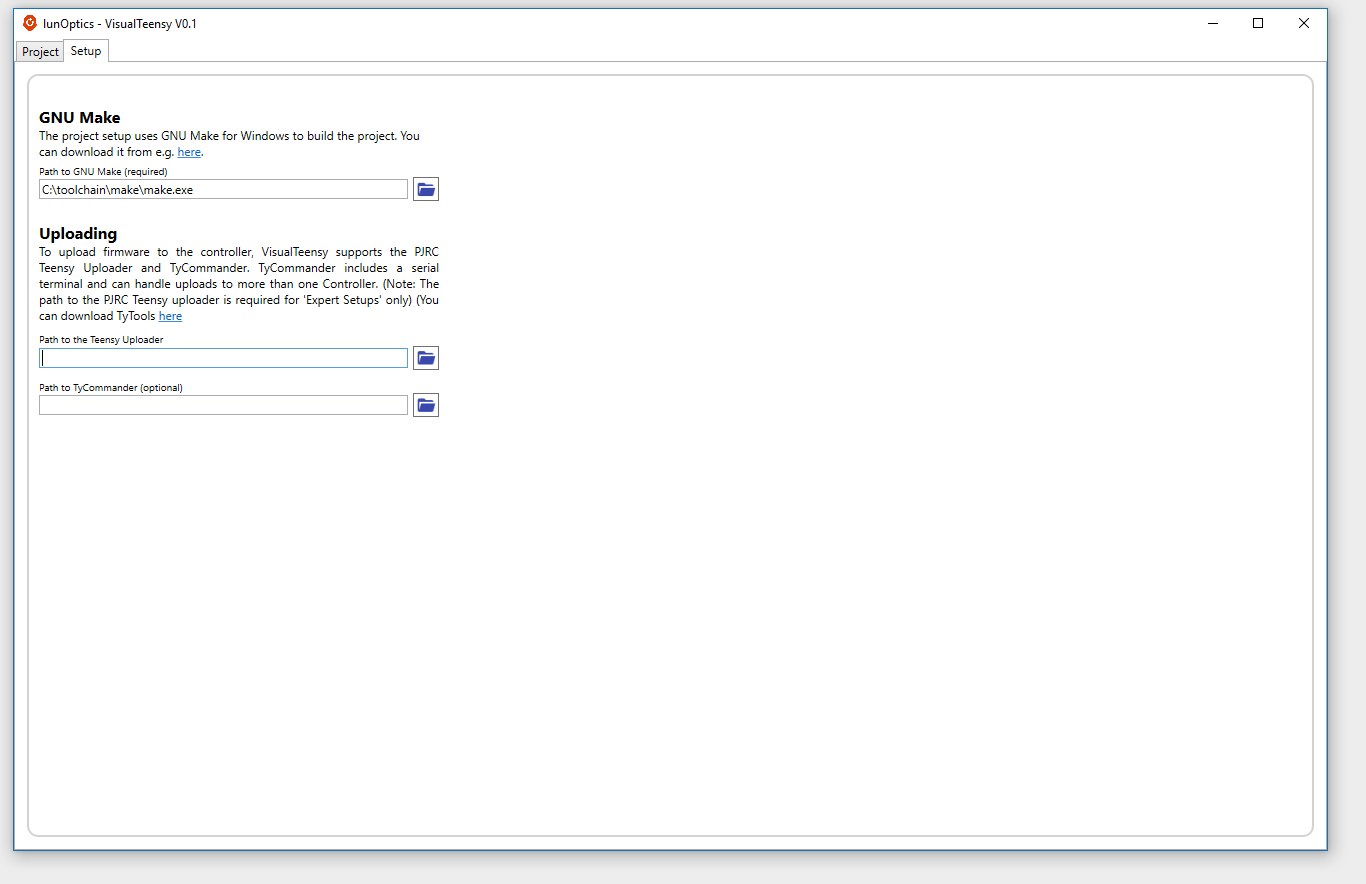 lunOptics - VisualTeensy V0.1
Project Setup
GNU Make
The project setup uses GNU Make for Windows to build the project. You
can download it from e.g. here.
Path to GNU Make (required)
C:\toolchain\make\make.exe
Uploading
To upload firmware to the controller, VisualTeensy supports the PJRC
Teensy Uploader and TyCommander. TyCommander includes a serial
terminal and can handle uploads to more than one Controller. (Note: The
path to the PJRC Teensy uploader is required for 'Expert Setups' only) (You
can download TyTools here
Path to the Teensy Uploader
Path to TyCommander (optional)